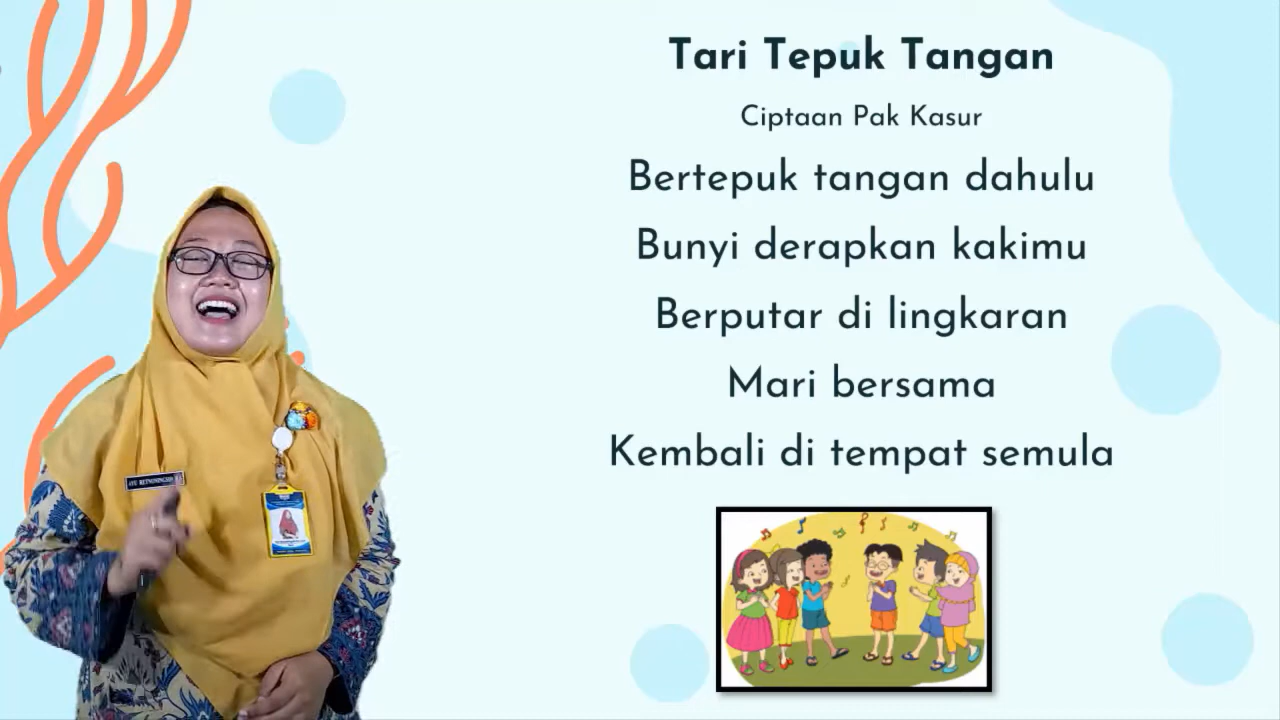 Tari Tepuk Tangan
Ciptaan Pak Kasur
Bertepuk tangan dahulu
Bunyi derapkan kakimu
Berputar di lingkaran
Mari bersama
Kembali di tempat semula